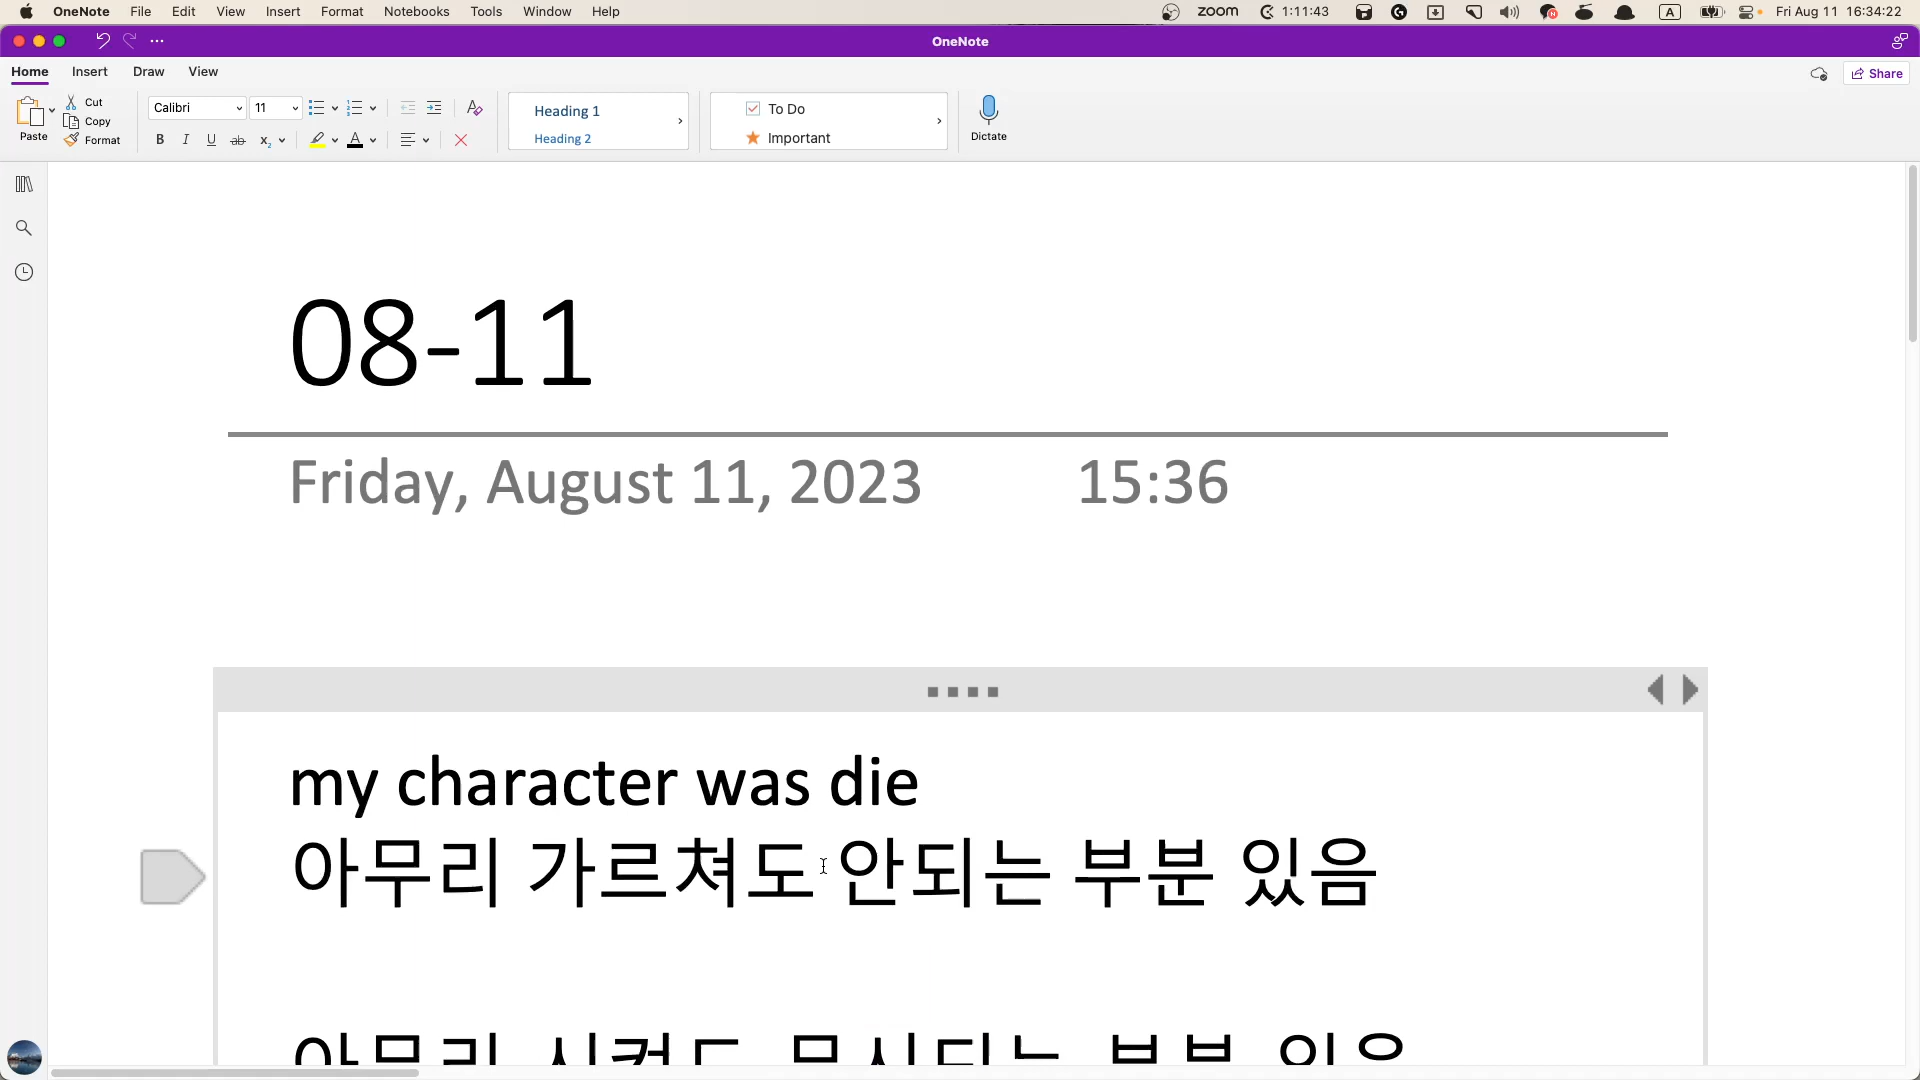 OneNote File Edit View Insert Format Notebooks Tools Window Help zoom 1:11:43 A Fri Aug 11 16:34:22
OneNote
Home Insert Draw View Share
Paste Cut Copy Format
Calibri 11
B I U ab x₂ A
Heading 1
Heading 2
To Do
Important
Dictate
08-11
Friday, August 11, 2023 15:36
my character was die
아무리 가르쳐도 안되는 부분 있음